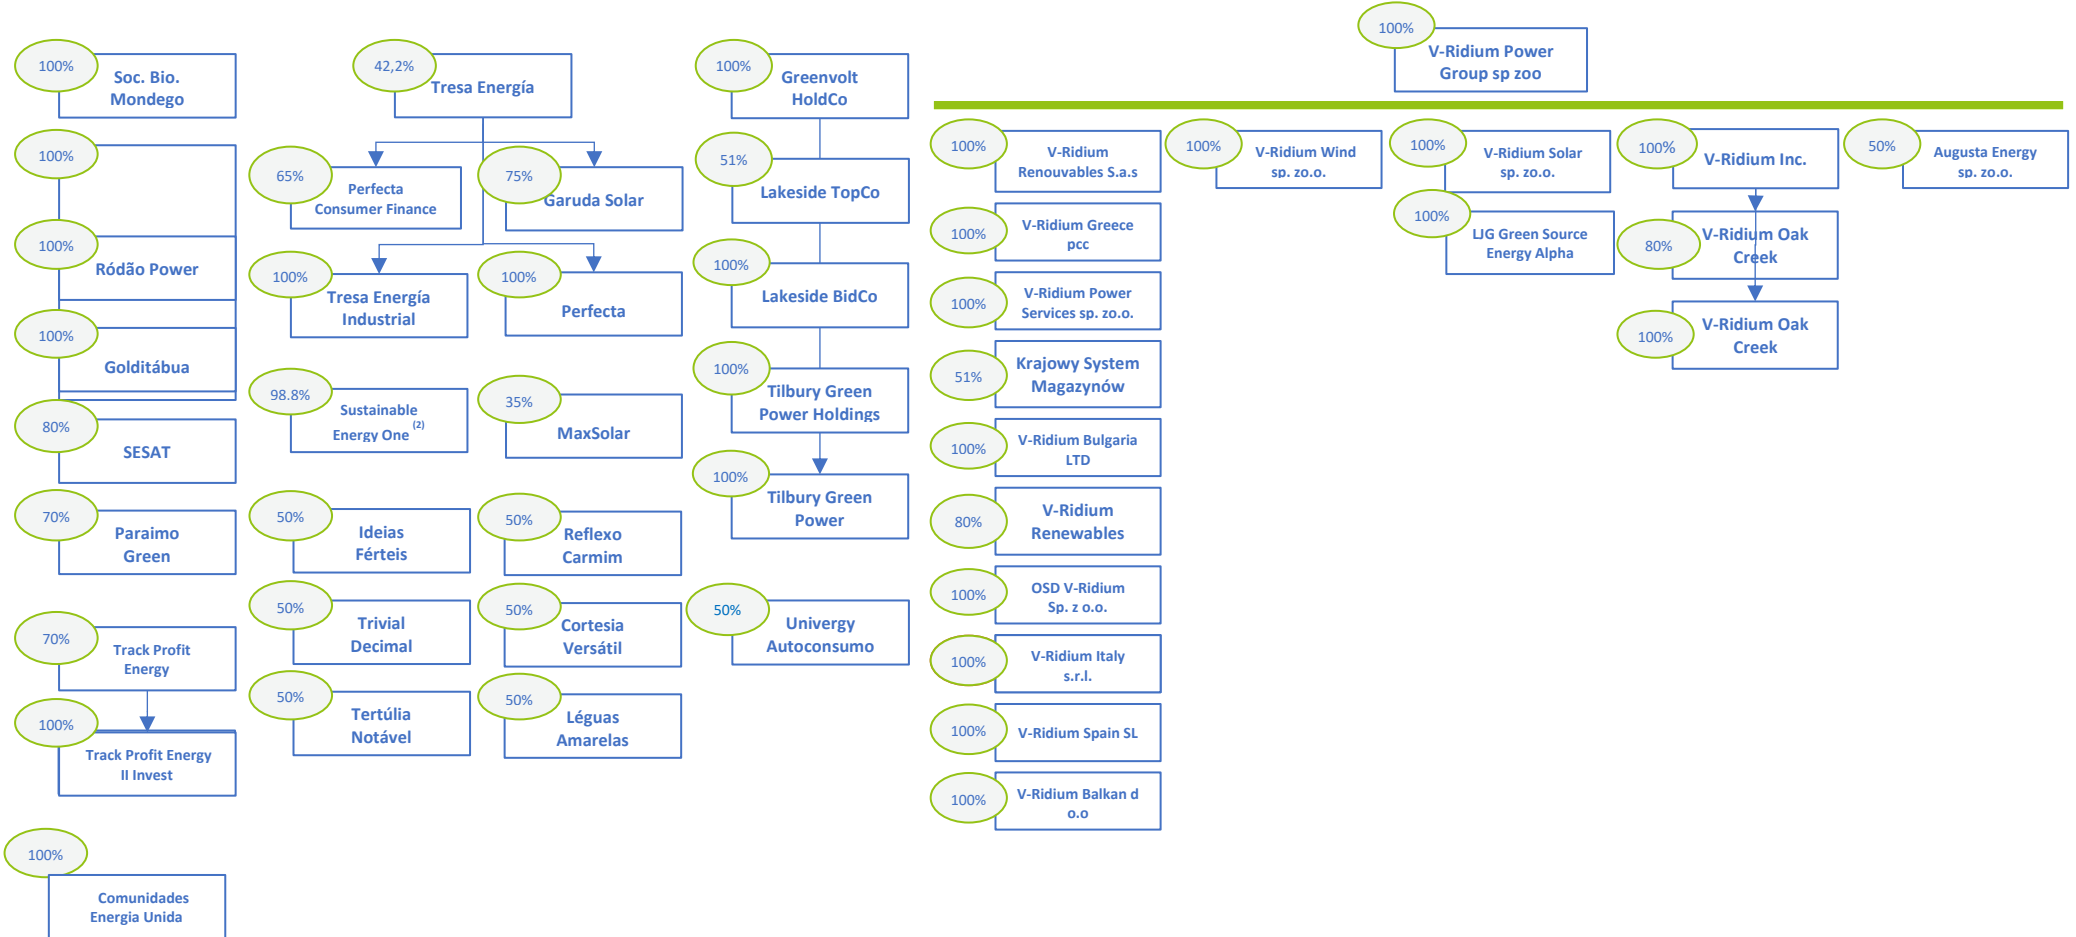 100%
Soc. Bio.
Mondego
100%
100%
Ródão Power
100%
Golditábua
80%
SESAT
70%
Paraimo
Green
70%
Track Profit
Energy
100%
Track Profit Energy
II Invest
100%
Comunidades
Energia Unida
42,2%
Tresa Energía
65%
Perfecta
Consumer Finance
75%
Garuda Solar
100%
Tresa Energía
Industrial
100%
Perfecta
98.8%
Sustainable
Energy One (2)
35%
MaxSolar
50%
Ideias
Férteis
50%
Reflexo
Carmim
50%
Trivial
Decimal
50%
Cortesia
Versátil
50%
Tertúlia
Notável
50%
Léguas
Amarelas
100%
Greenvolt
HoldCo
51%
Lakeside TopCo
100%
Lakeside BidCo
100%
Tilbury Green
Power Holdings
100%
Tilbury Green
Power
50%
Univergy
Autoconsumo
100%
V-Ridium Power
Group sp zoo
100%
V-Ridium
Renouvables S.a.s
100%
V-Ridium Greece
pcc
100%
V-Ridium Power
Services sp. zo.o.
51%
Krajowy System
Magazynów
100%
V-Ridium Bulgaria
LTD
80%
V-Ridium
Renewables
100%
OSD V-Ridium
Sp. z o.o.
100%
V-Ridium Italy
s.r.l.
100%
V-Ridium Spain SL
100%
V-Ridium Balkan d
o.o
100%
V-Ridium Wind
sp. zo.o.
100%
V-Ridium Solar
sp. zo.o.
100%
LJG Green Source
Energy Alpha
100%
V-Ridium Inc.
80%
V-Ridium Oak
Creek
100%
V-Ridium Oak
Creek
50%
Augusta Energy
sp. zo.o.